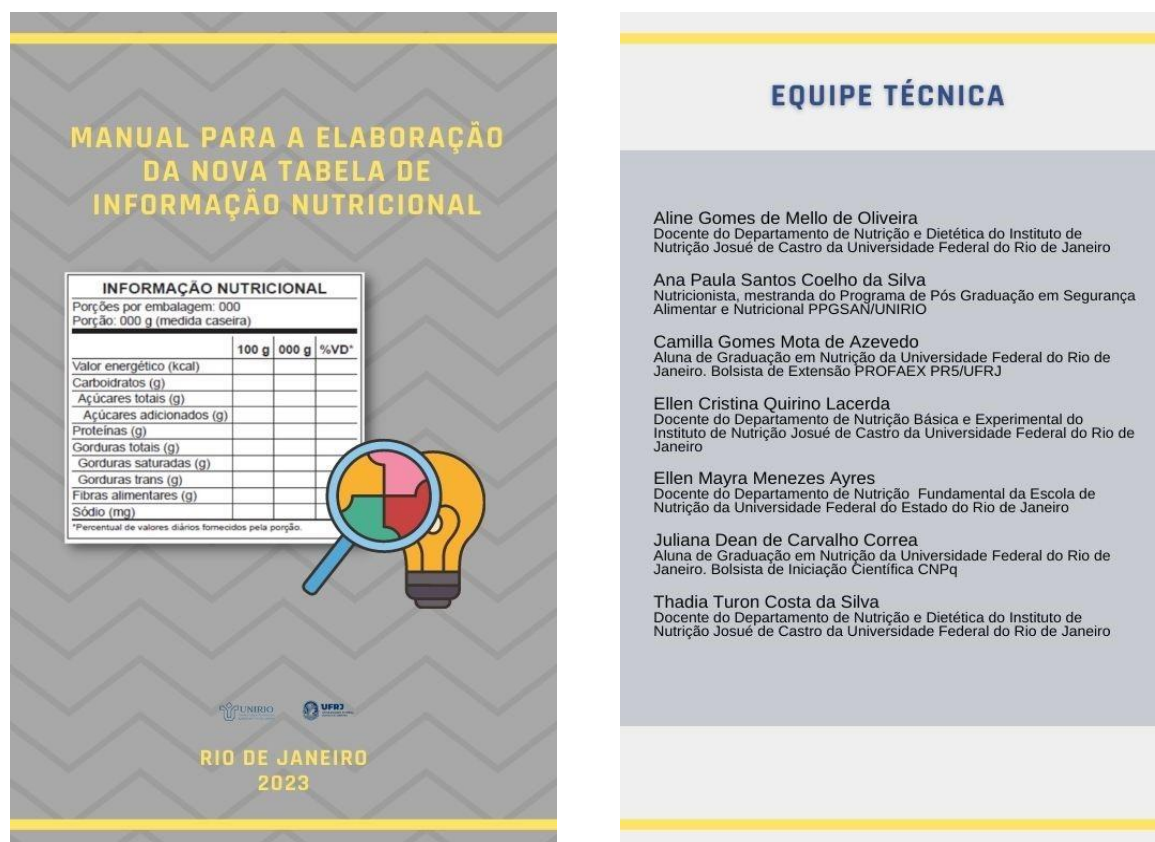 MANUAL PARA A ELABORAÇÃO
DA NOVA TABELA DE
INFORMAÇÃO NUTRICIONAL
INFORMAÇÃO NUTRICIONAL
Porções por embalagem: 000
Porção: 000 g (medida caseira)
100 g 000 g %VD*
Valor energético (kcal)
Carboidratos (g)
Açúcares totais (g)
Açúcares adicionados (g)
Proteínas (g)
Gorduras totais (g)
Gorduras saturadas (g)
Gorduras trans (g)
Fibras alimentares (g)
Sódio (mg)
*Percentual de valores diários fornecidos pela porção.
UNIRIO
UFRJ
RIO DE JANEIRO
2023
EQUIPE TÉCNICA
Aline Gomes de Mello de Oliveira
Docente do Departamento de Nutrição e Dietética do Instituto de
Nutrição Josué de Castro da Universidade Federal do Rio de Janeiro
Ana Paula Santos Coelho da Silva
Nutricionista, mestranda do Programa de Pós Graduação em Segurança
Alimentar e Nutricional PPGSAN/UNIRIO
Camilla Gomes Mota de Azevedo
Aluna de Graduação em Nutrição da Universidade Federal do Rio de
Janeiro. Bolsista de Extensão PROFAEX PR5/UFRJ
Ellen Cristina Quirino Lacerda
Docente do Departamento de Nutrição Básica e Experimental do
Instituto de Nutrição Josué de Castro da Universidade Federal do Rio de
Janeiro
Ellen Mayra Menezes Ayres
Docente do Departamento de Nutrição  Fundamental da Escola de
Nutrição da Universidade Federal do Estado do Rio de Janeiro
Juliana Dean de Carvalho Correa
Aluna de Graduação em Nutrição da Universidade Federal do Rio de
Janeiro. Bolsista de Iniciação Científica CNPq
Thadia Turon Costa da Silva
Docente do Departamento de Nutrição e Dietética do Instituto de
Nutrição Josué de Castro da Universidade Federal do Rio de Janeiro